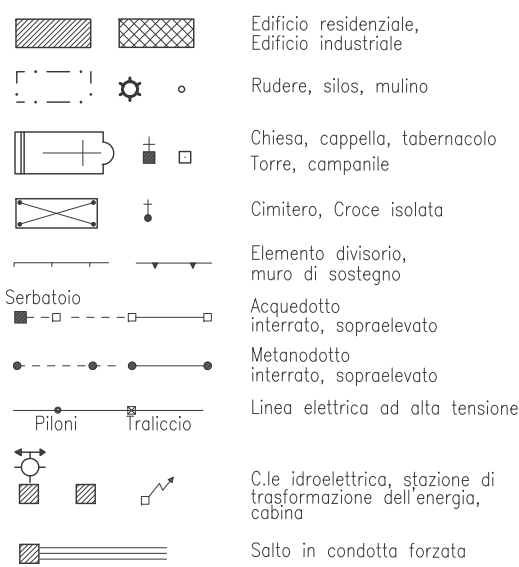 Edificio residenziale,
Edificio industriale
Rudere, silos, mulino
Chiesa, cappella, tabernacolo
Torre, campanile
Cimitero, Croce isolata
Elemento divisorio,
muro di sostegno
Serbatoio
Acquedotto
interrato, sopraelevato
Metanodotto
interrato, sopraelevato
Linea elettrica ad alta tensione
Piloni Traliccio
C.le idroelettrica, stazione di
trasformazione dell'energia,
cabina
Salto in condotta forzata